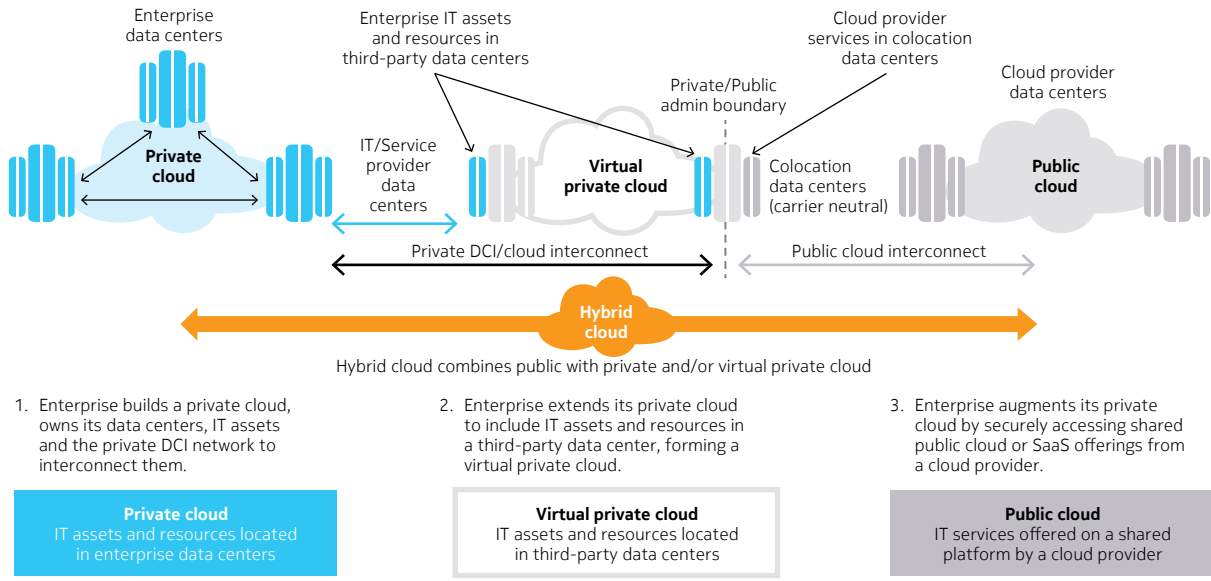 Enterprise
data centers
Enterprise IT assets
and resources in
third-party data centers
Cloud provider
services in colocation
data centers
Private/Public
admin boundary
Cloud provider
data centers
Private
cloud
IT/Service
provider
data
centers
Virtual
private cloud
Colocation
data centers
(carrier neutral)
Public
cloud
Private DCI/cloud interconnect
Public cloud interconnect
Hybrid
cloud
Hybrid cloud combines public with private and/or virtual private cloud
1. Enterprise builds a private cloud,
owns its data centers, IT assets
and the private DCI network to
interconnect them.
2. Enterprise extends its private cloud
to include IT assets and resources in
a third-party data center, forming a
virtual private cloud.
3. Enterprise augments its private
cloud by securely accessing shared
public cloud or SaaS offerings from
a cloud provider.
Private cloud
IT assets and resources located
in enterprise data centers
Virtual private cloud
IT assets and resources located
in third-party data centers
Public cloud
IT services offered on a shared
platform by a cloud provider